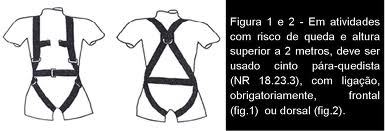 Figura 1 e 2 - Em atividades
com risco de queda e altura
superior a 2 metros, deve ser
usado cinto pára-quedista
(NR 18.23.3), com ligação,
obrigatoriamente, frontal
(fig.1) ou dorsal (fig.2).